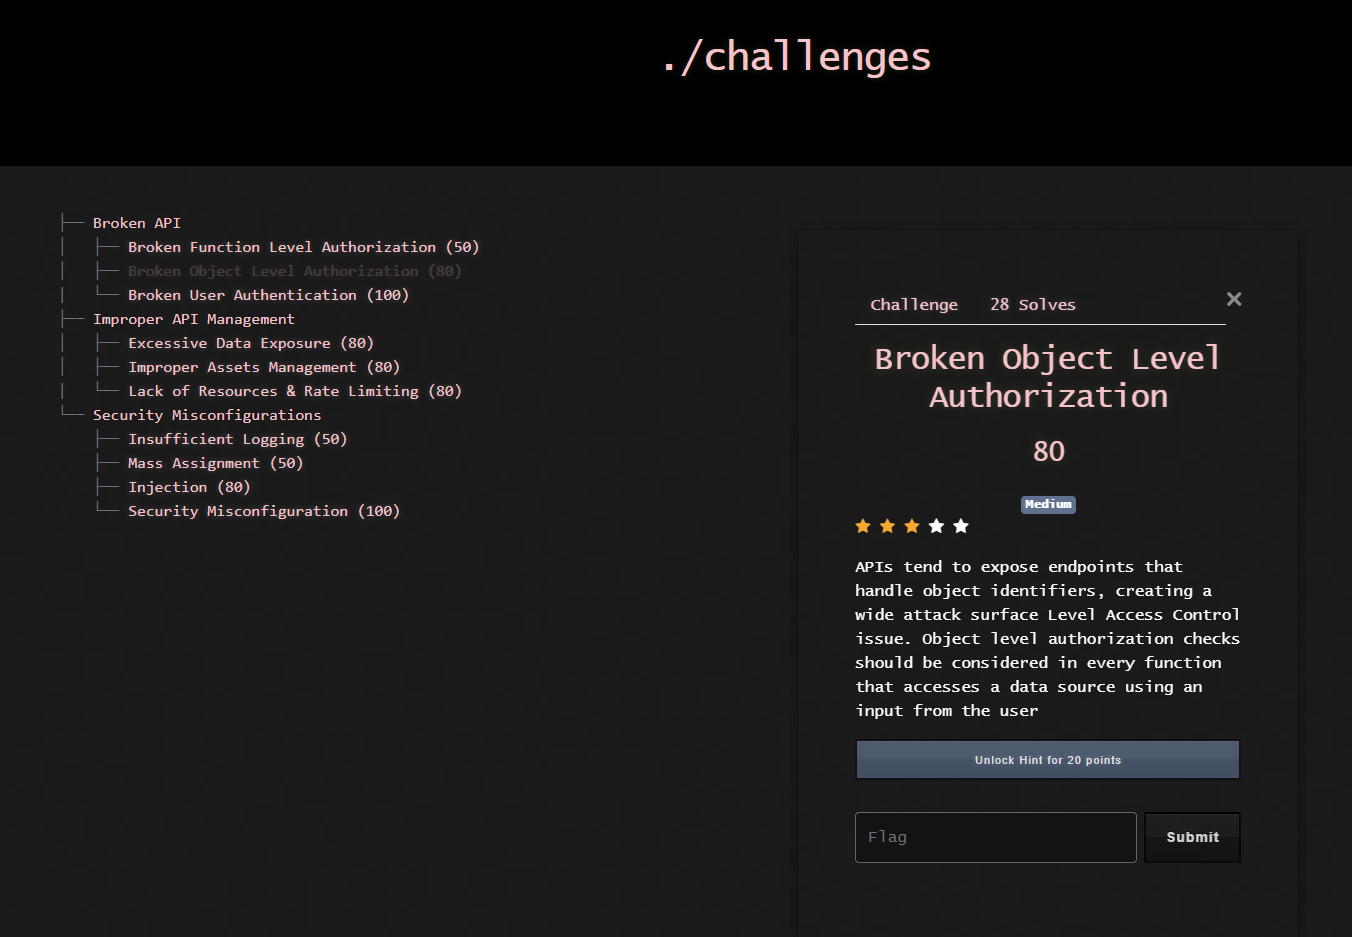 ./challenges
├── Broken API
│   ├── Broken Function Level Authorization (50)
│   ├── Broken Object Level Authorization (80)
│   └── Broken User Authentication (100)
├── Improper API Management
│   ├── Excessive Data Exposure (80)
│   ├── Improper Assets Management (80)
│   └── Lack of Resources & Rate Limiting (80)
└── Security Misconfigurations
    ├── Insufficient Logging (50)
    ├── Mass Assignment (50)
    ├── Injection (80)
    └── Security Misconfiguration (100)
Challenge 28 Solves ×
Broken Object Level
Authorization
80
Medium
APIs tend to expose endpoints that
handle object identifiers, creating a
wide attack surface Level Access Control
issue. Object level authorization checks
should be considered in every function
that accesses a data source using an
input from the user
Unlock Hint for 20 points
Flag
Submit